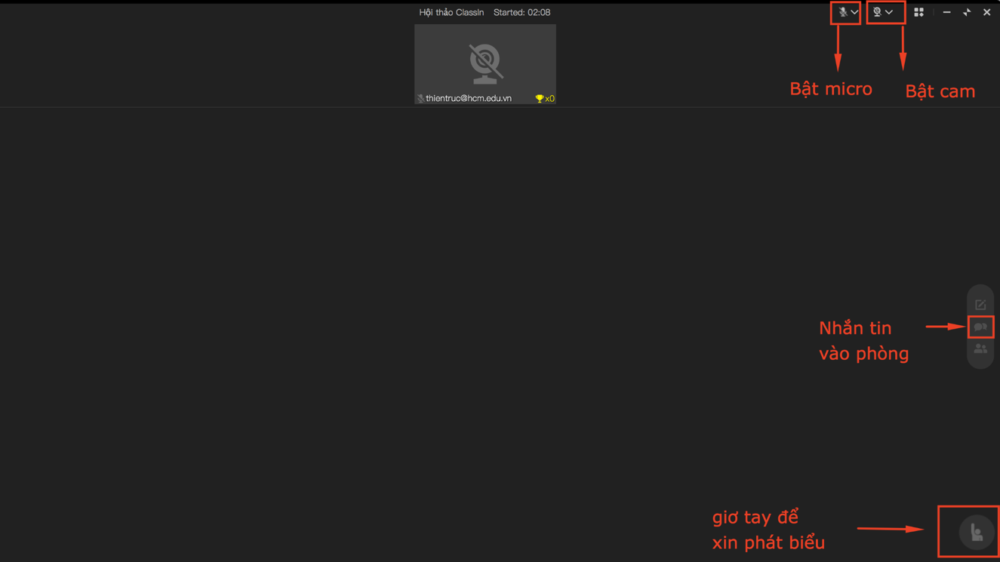 Hội thảo ClassIn Started: 02:08
thientruc@hcm.edu.vn x0
Bật micro
Bật cam
Nhắn tin
vào phòng
giơ tay để
xin phát biểu